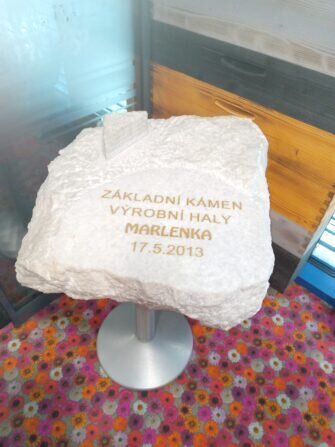 ZÁKLADNÍ KÁMEN
VÝROBNÍ HALY
MARLENKA
17.5.2013